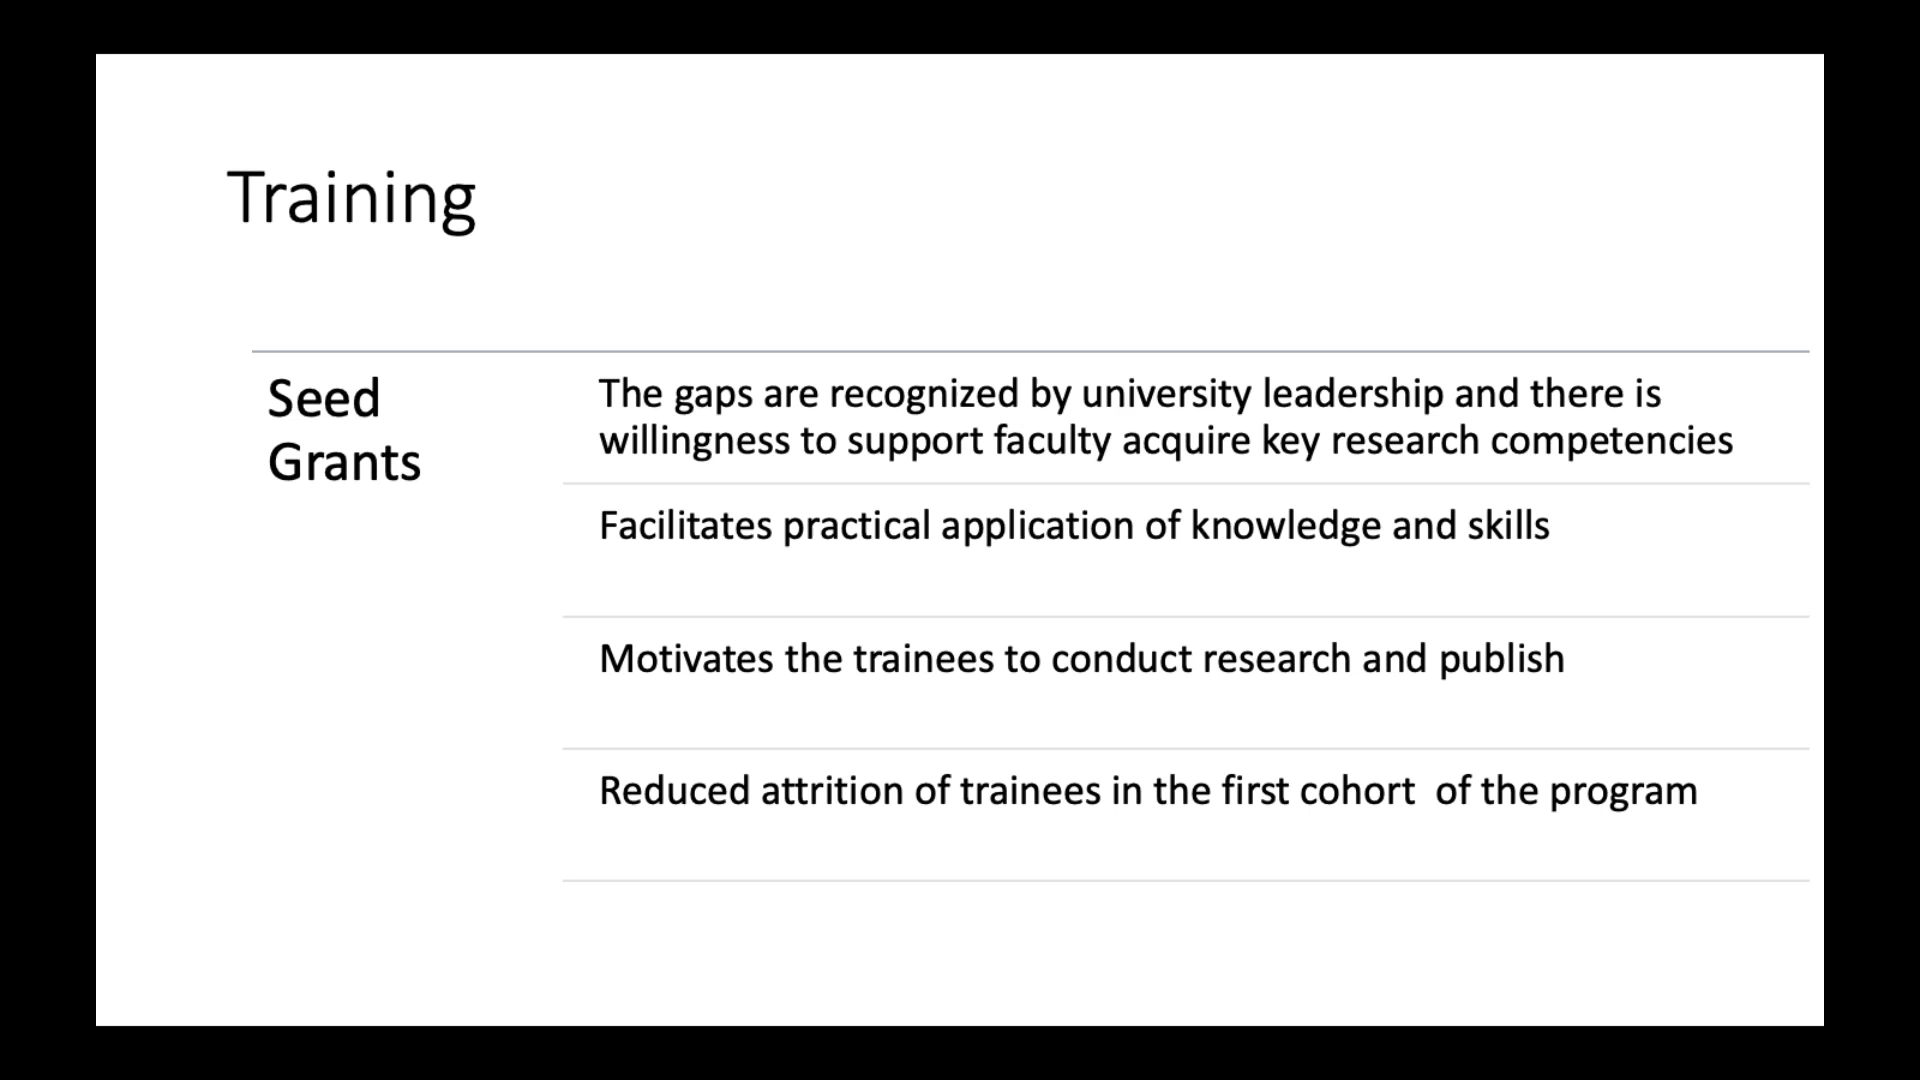 Training
Seed
Grants
The gaps are recognized by university leadership and there is
willingness to support faculty acquire key research competencies
Facilitates practical application of knowledge and skills
Motivates the trainees to conduct research and publish
Reduced attrition of trainees in the first cohort  of the program